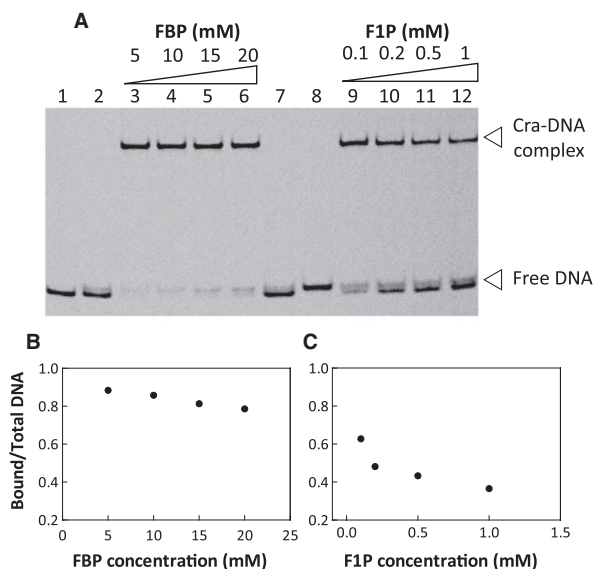 A
FBP (mM)
F1P (mM)
5 10 15 20
0.1 0.2 0.5 1
1 2 3 4 5 6 7 8 9 10 11 12
Cra-DNA
complex
Free DNA
B
C
Bound/Total DNA
1.0
0.8
0.6
0.4
0.2
0 5 10 15 20 25
FBP concentration (mM)
1.0
0.8
0.6
0.4
0.2
0.0 0.5 1.0 1.5
F1P concentration (mM)